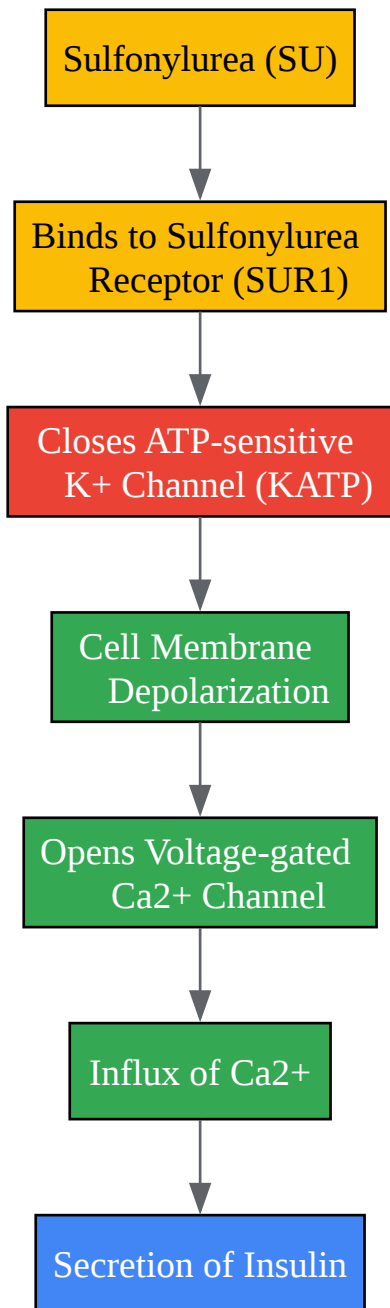 Sulfonylurea (SU)
Binds to Sulfonylurea
Receptor (SUR1)
Closes ATP-sensitive
K+ Channel (KATP)
Cell Membrane
Depolarization
Opens Voltage-gated
Ca2+ Channel
Influx of Ca2+
Secretion of Insulin